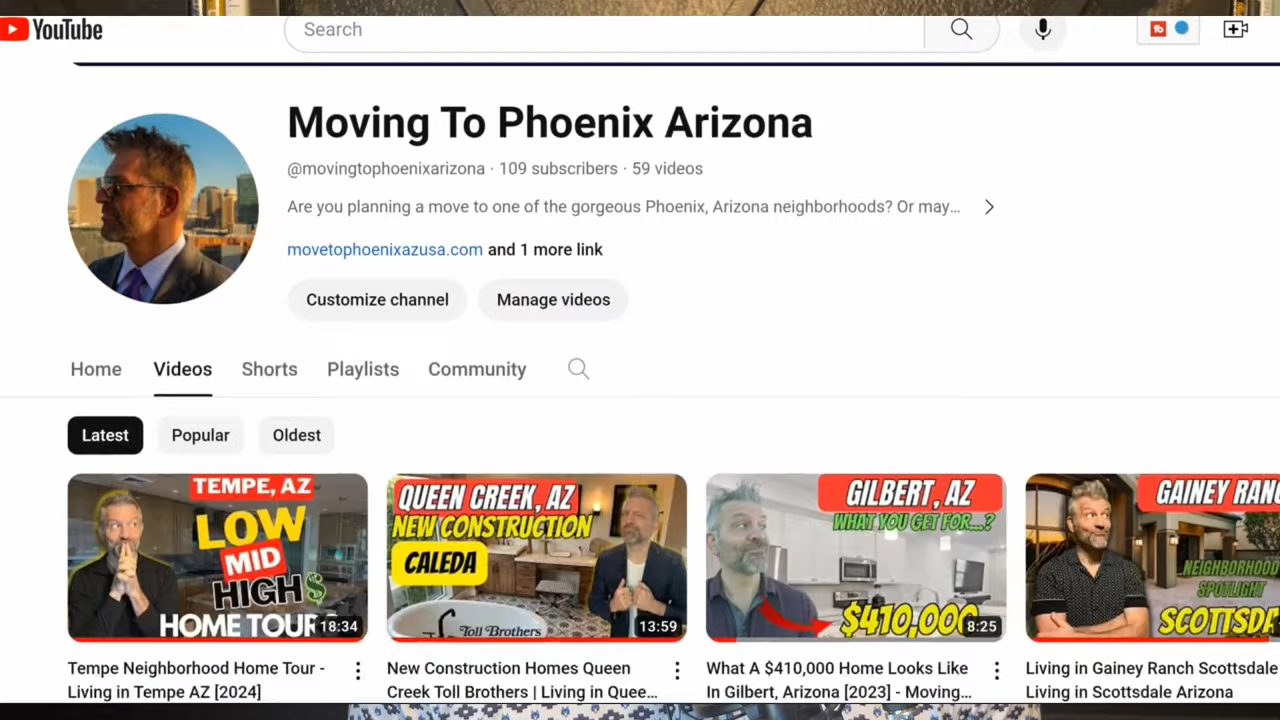 YouTube
Search
Moving To Phoenix Arizona
@movingtophoenixarizona · 109 subscribers · 59 videos
Are you planning a move to one of the gorgeous Phoenix, Arizona neighborhoods? Or may...
movetophoenixazusa.com and 1 more link
Customize channel
Manage videos
Home
Videos
Shorts
Playlists
Community
Latest
Popular
Oldest
TEMPE, AZ
LOW
MID
HIGH$
HOME TOUR
18:34
QUEEN CREEK, AZ
NEW CONSTRUCTION
CALEDA
Toll Brothers
13:59
GILBERT, AZ
WHAT YOU GET FOR...?
$410,000
8:25
GAINEY RANC
NEIGHBORHOOD
SPOTLIGHT
SCOTTSDA
Tempe Neighborhood Home Tour -
Living in Tempe AZ [2024]
New Construction Homes Queen
Creek Toll Brothers | Living in Quee...
What A $410,000 Home Looks Like
In Gilbert, Arizona [2023] - Moving...
Living in Gainey Ranch Scottsdale
Living in Scottsdale Arizona